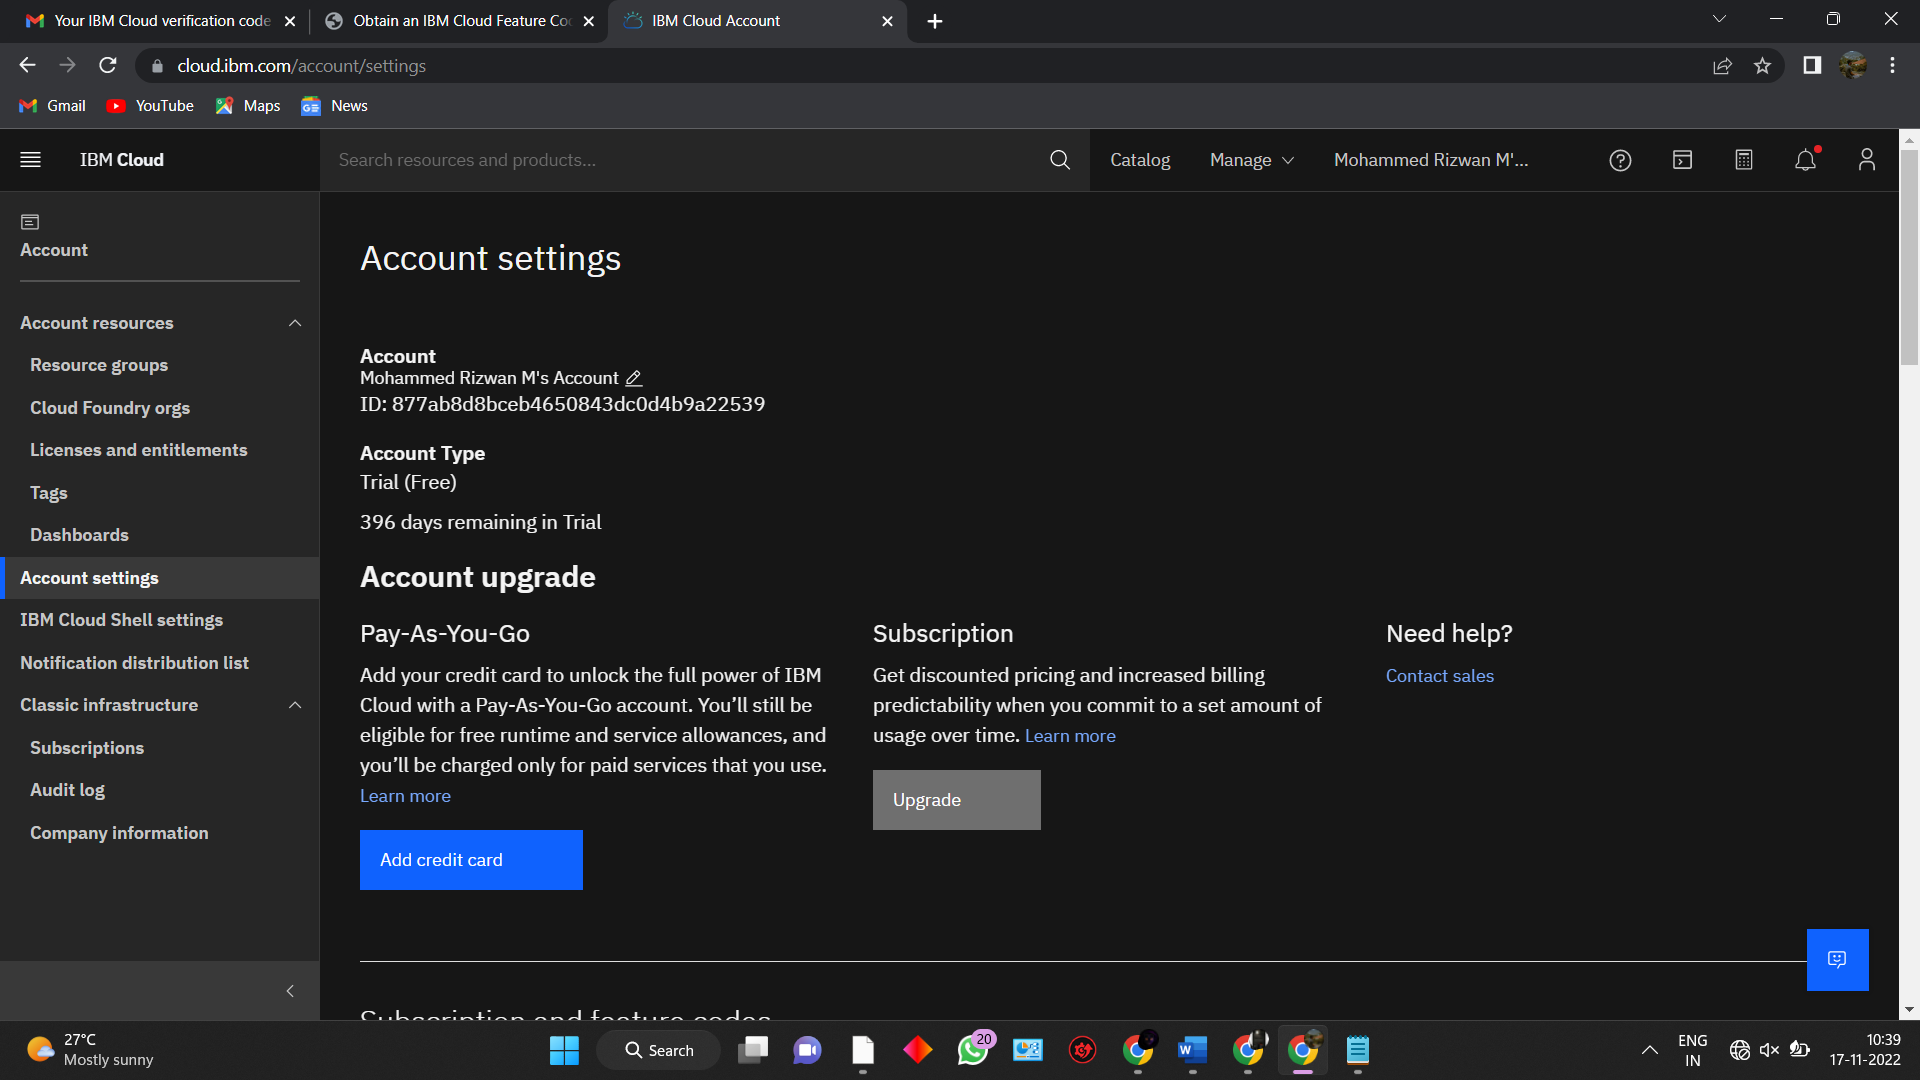 Your IBM Cloud verification code
Obtain an IBM Cloud Feature Co
IBM Cloud Account
cloud.ibm.com/account/settings
Gmail
YouTube
Maps
News
IBM Cloud
Search resources and products...
Catalog
Manage
Mohammed Rizwan M'...
Account
Account resources
Resource groups
Cloud Foundry orgs
Licenses and entitlements
Tags
Dashboards
Account settings
IBM Cloud Shell settings
Notification distribution list
Classic infrastructure
Subscriptions
Audit log
Company information
Account settings
Account
Mohammed Rizwan M's Account
ID: 877ab8d8bceb4650843dc0d4b9a22539
Account Type
Trial (Free)
396 days remaining in Trial
Account upgrade
Pay-As-You-Go
Add your credit card to unlock the full power of IBM
Cloud with a Pay-As-You-Go account. You’ll still be
eligible for free runtime and service allowances, and
you’ll be charged only for paid services that you use.
Learn more
Add credit card
Subscription
Get discounted pricing and increased billing
predictability when you commit to a set amount of
usage over time. Learn more
Upgrade
Need help?
Contact sales
Subscription and feature codes
27°C
Mostly sunny
Search
20
ENG
IN
10:39
17-11-2022